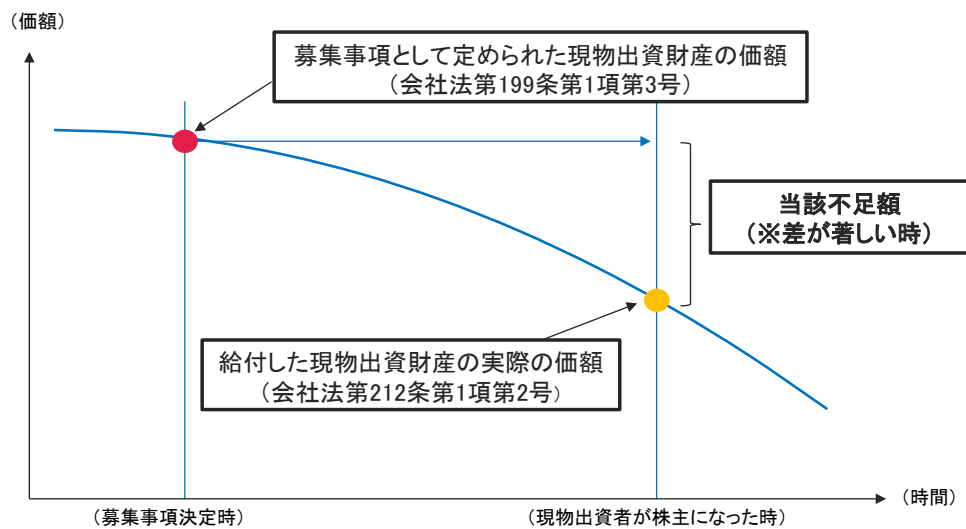 （価額）
募集事項として定められた現物出資財産の価額
（会社法第199条第1項第3号）
当該不足額
（※差が著しい時）
給付した現物出資財産の実際の価額
（会社法第212条第1項第2号）
（時間）
（募集事項決定時）
（現物出資者が株主になった時）